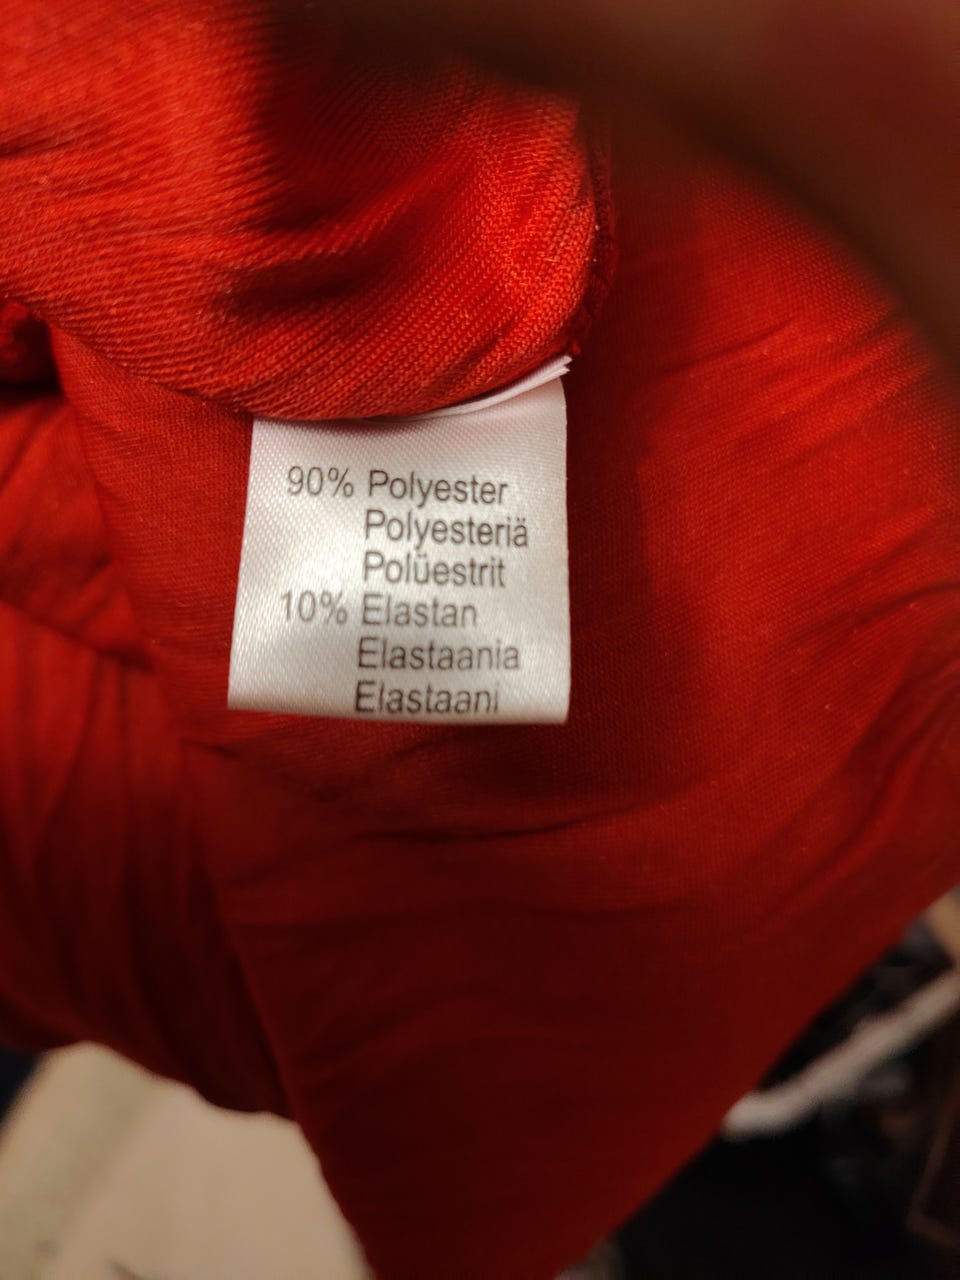 90% Polyester
Polyesteriä
Polüestrit
10% Elastan
Elastaania
Elastaani